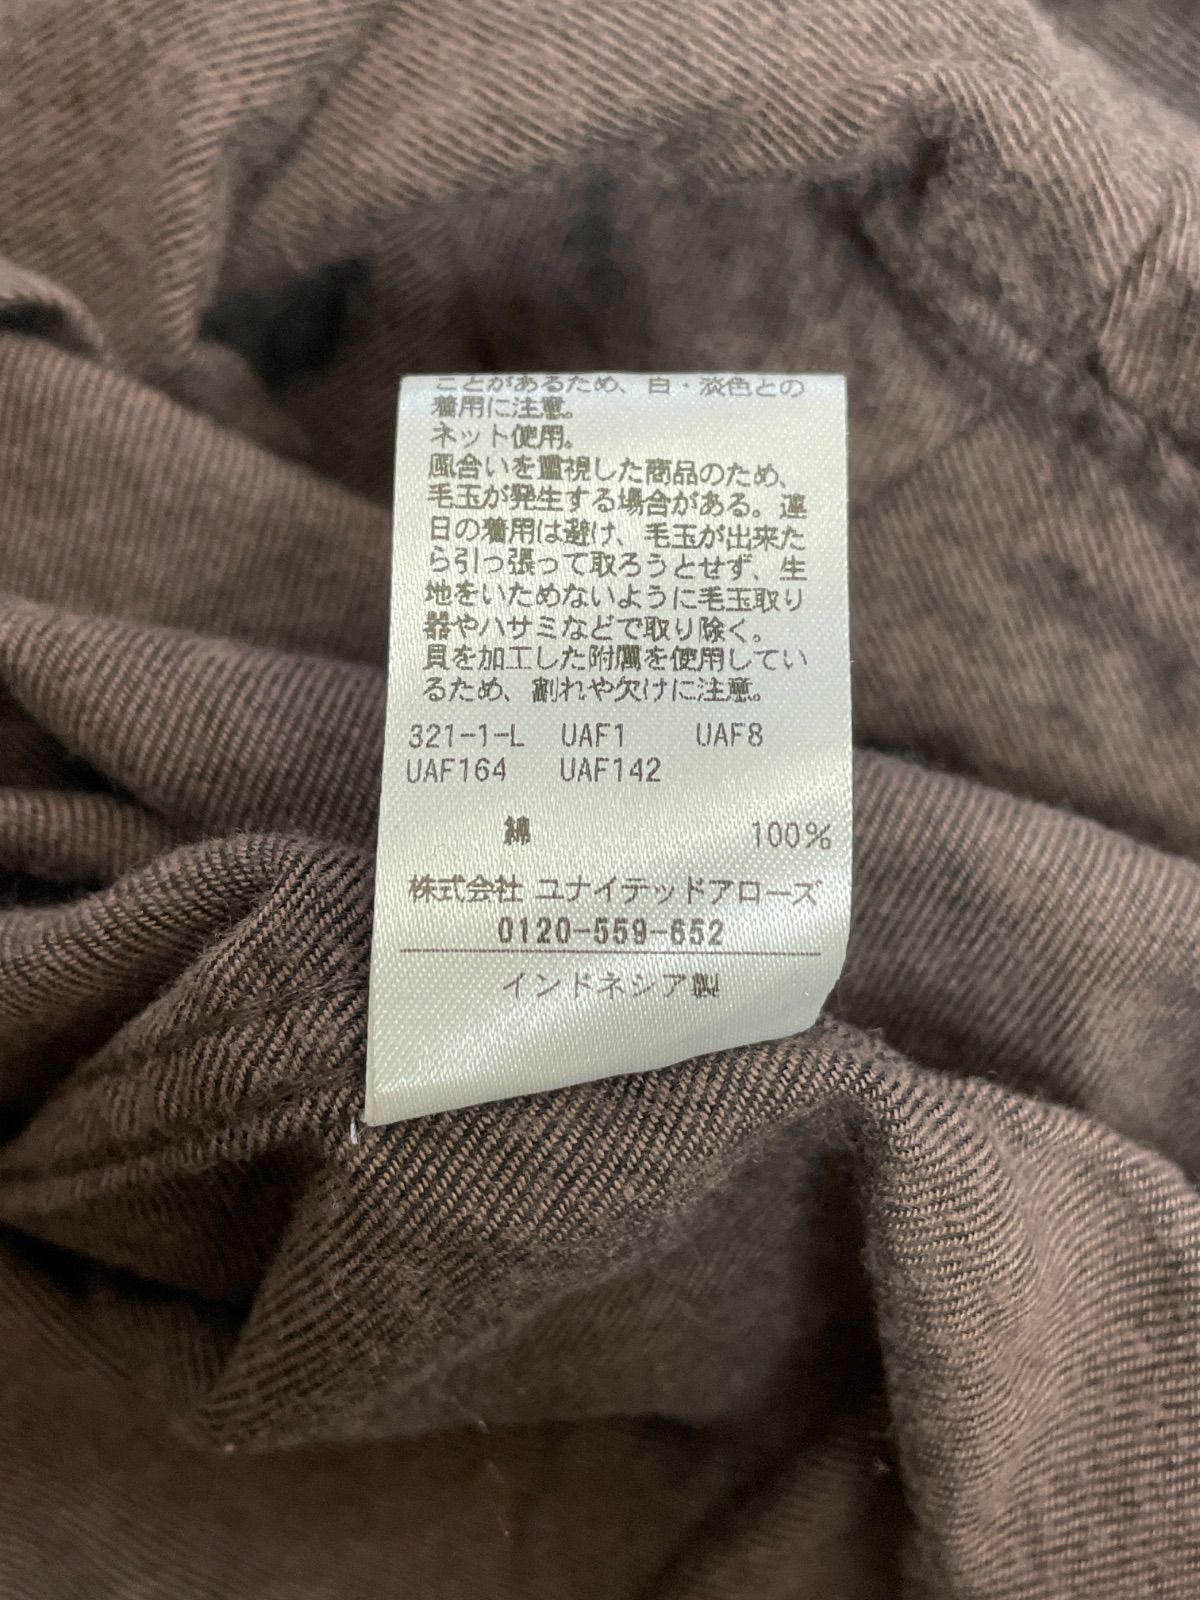 ことがあるため、白・淡色との
着用に注意。
ネット使用。
風合いを重視した商品のため、
毛玉が発生する場合がある。連
日の着用は避け、毛玉が出来た
ら引っ張って取ろうとせず、生
地をいためないように毛玉取り
器やハサミなどで取り除く。
貝を加工した附属を使用してい
るため、割れや欠けに注意。
321-1-L UAF1 UAF8
UAF164 UAF142
綿 100%
株式会社 ユナイテッドアローズ
0120-559-652
インドネシア製